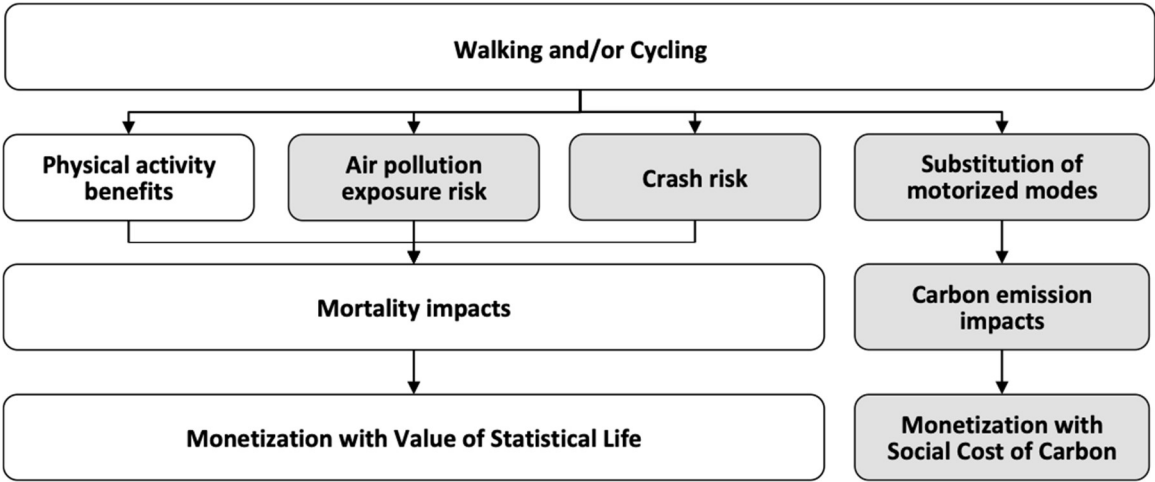 Walking and/or Cycling
Physical activity
benefits
Air pollution
exposure risk
Crash risk
Substitution of
motorized modes
Mortality impacts
Carbon emission
impacts
Monetization with Value of Statistical Life
Monetization with
Social Cost of Carbon